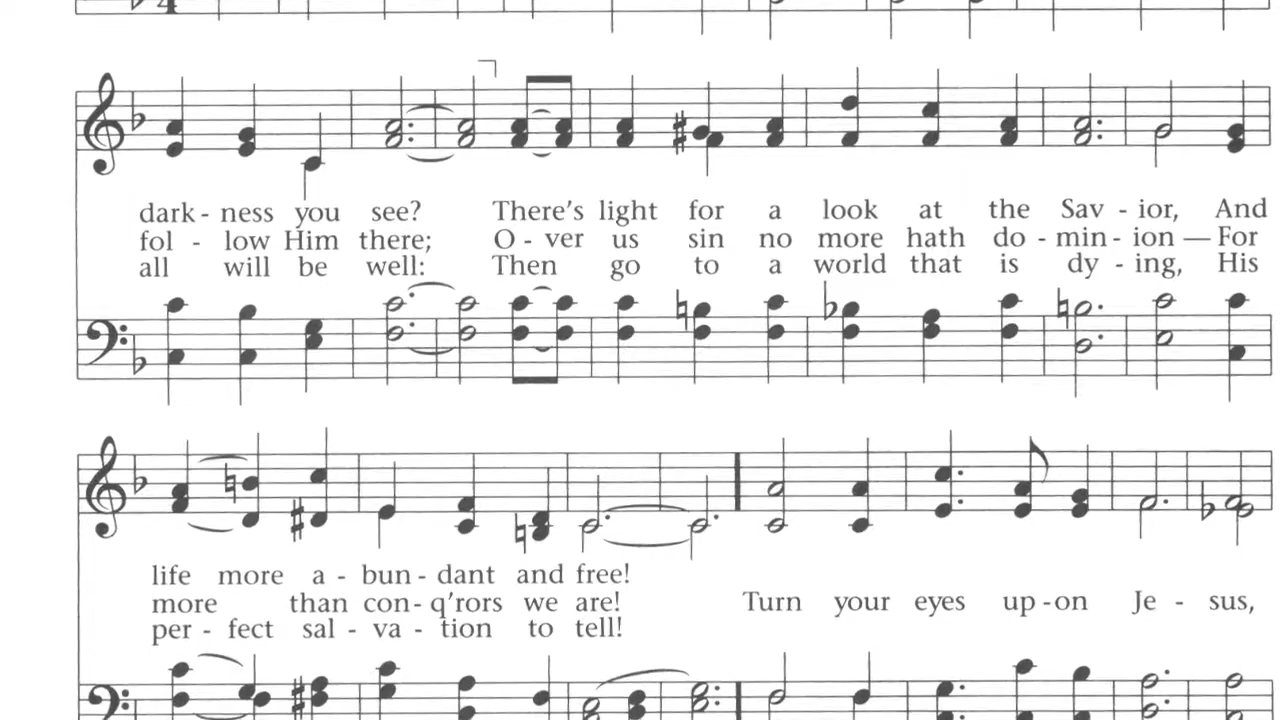 dark - ness you see? There's light for a look at the Sav - ior, And
fol - low Him there; O - ver us sin no more hath do - min - ion — For
all will be well: Then go to a world that is dy - ing, His
life more a - bun - dant and free!
more than con - q'rors we are! Turn your eyes up - on Je - sus,
per - fect sal - va - tion to tell!